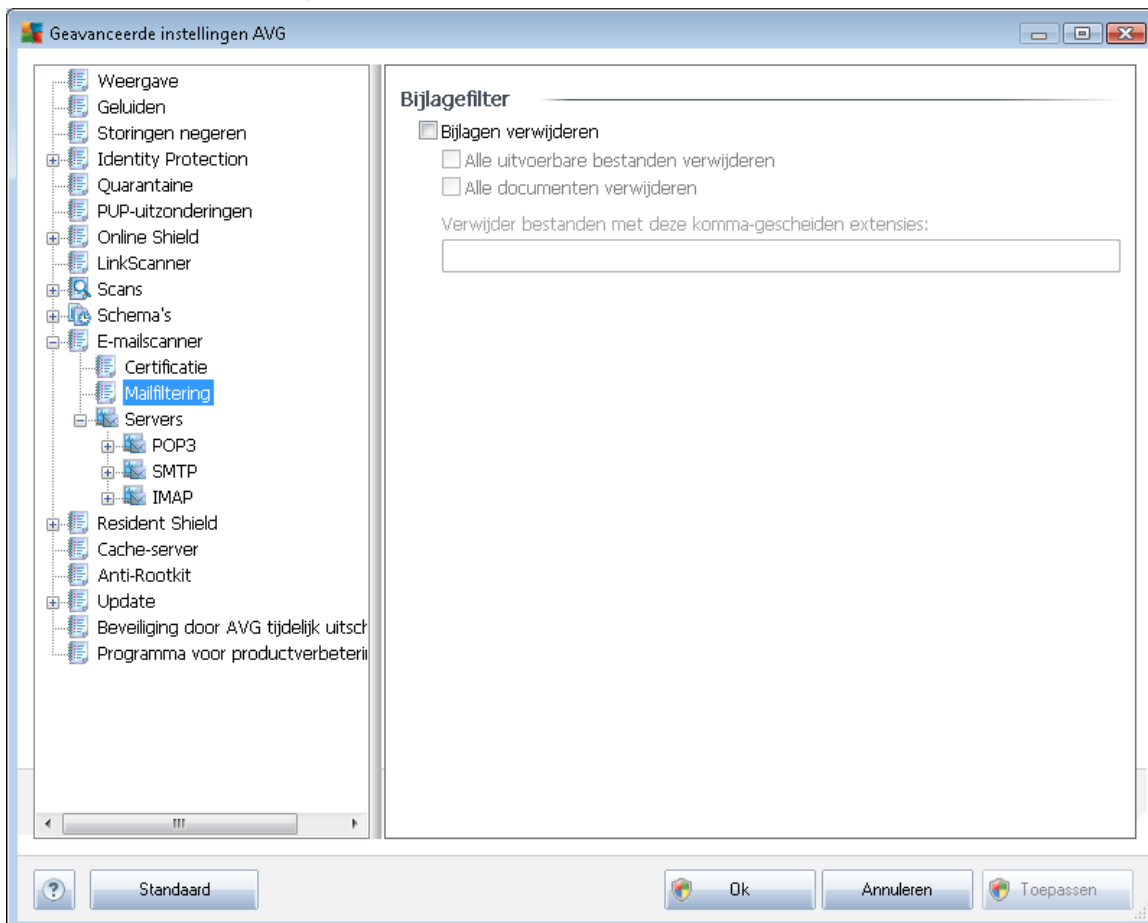 Geavanceerde instellingen AVG
Weergave
Geluiden
Storingen negeren
Identity Protection
Quarantaine
PUP-uitzonderingen
Online Shield
LinkScanner
Scans
Schema's
E-mailscanner
Certificatie
Mailfiltering
Servers
POP3
SMTP
IMAP
Resident Shield
Cache-server
Anti-Rootkit
Update
Beveiliging door AVG tijdelijk uitsch
Programma voor productverbeteri
Bijlagefilter
Bijlagen verwijderen
Alle uitvoerbare bestanden verwijderen
Alle documenten verwijderen
Verwijder bestanden met deze komma-gescheiden extensies:
? Standaard Ok Annuleren Toepassen